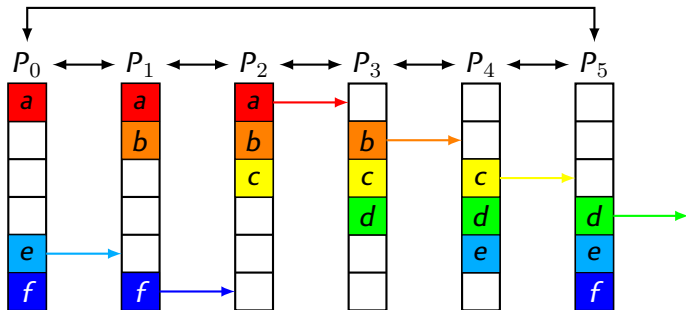 P₀ P₁ P₂ P₃ P₄ P₅
a a a
b b b
c c c
d d d
e e e
f f f